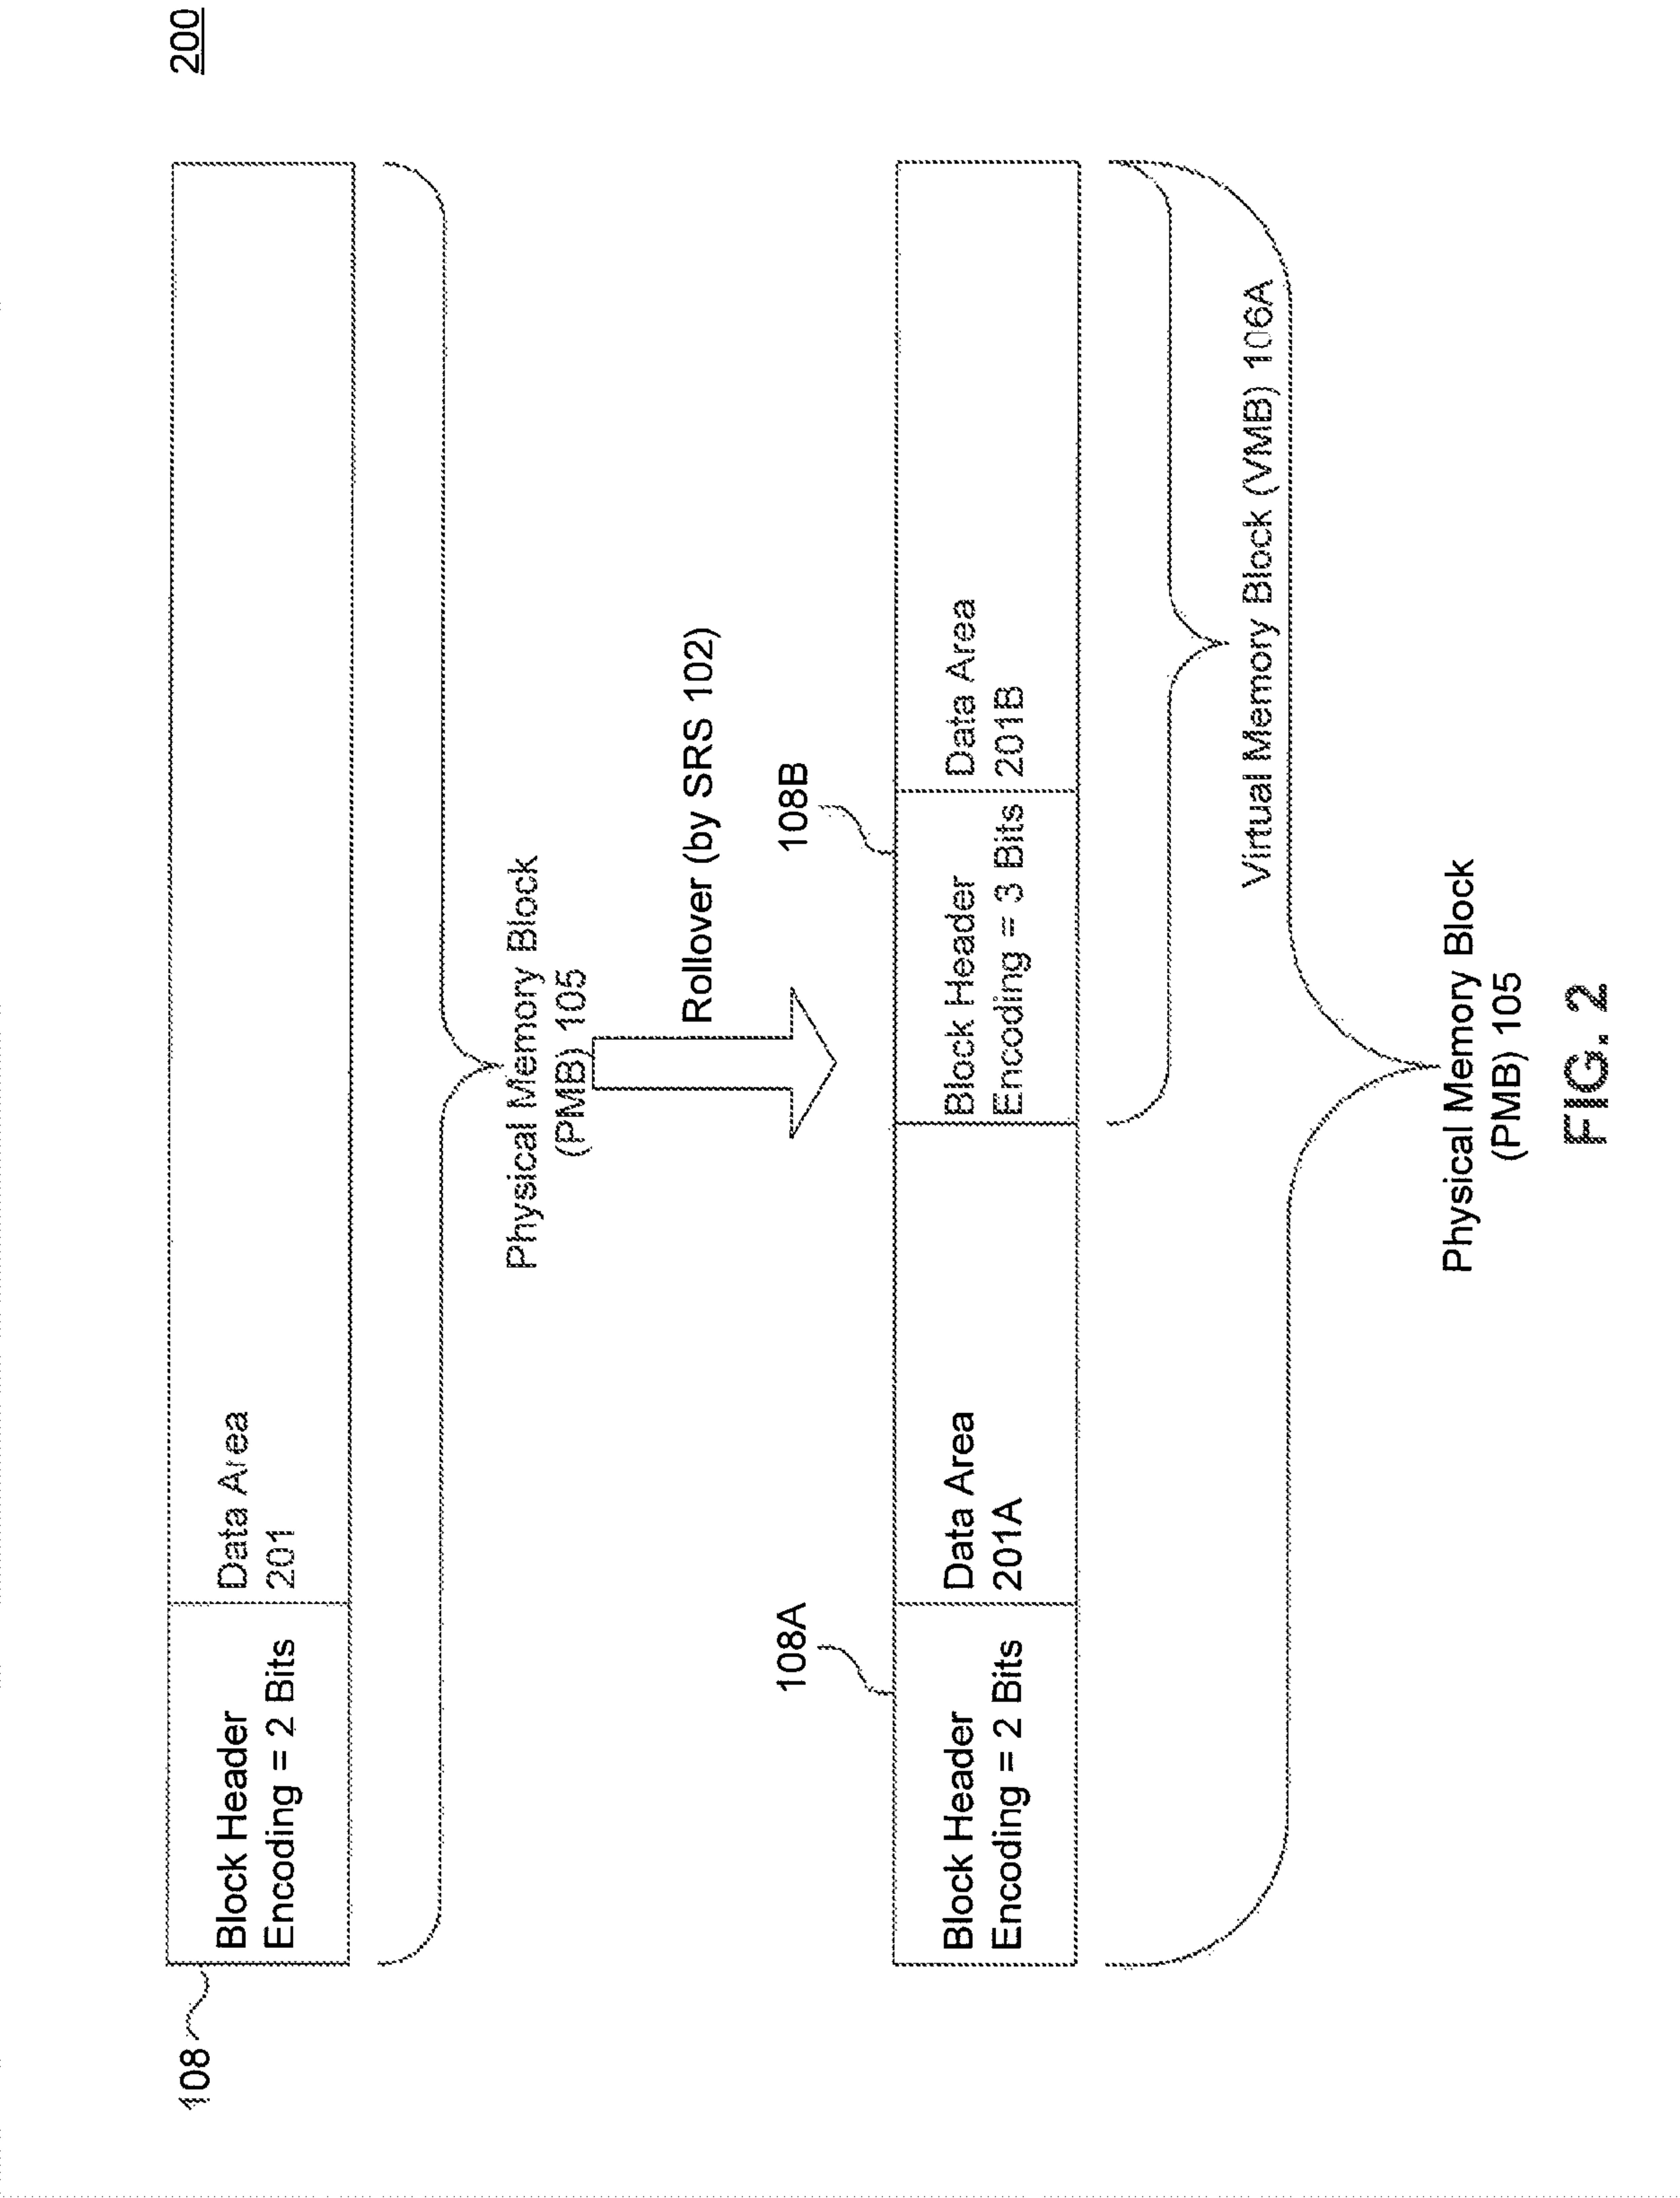 200
108
Block Header
Encoding = 2 Bits
Data Area
201
Physical Memory Block
(PMB) 105
Rollover (by SRS 102)
108A
108B
Block Header
Encoding = 2 Bits
Data Area
201A
Block Header
Encoding = 3 Bits
Data Area
201B
Virtual Memory Block (VMB) 106A
Physical Memory Block
(PMB) 105
FIG. 2